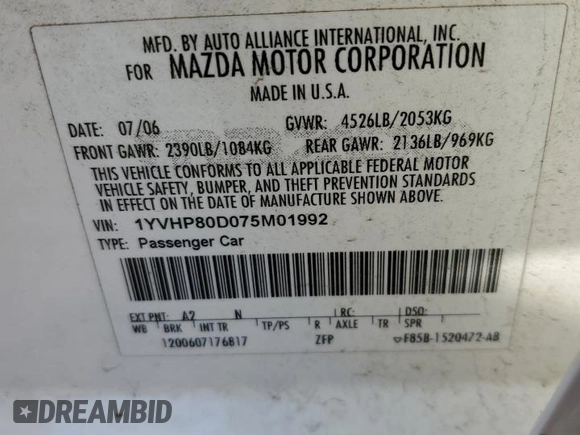 MFD. BY AUTO ALLIANCE INTERNATIONAL, INC.
FOR MAZDA MOTOR CORPORATION
MADE IN U.S.A.
DATE: 07/06 GVWR: 4526LB/2053KG
FRONT GAWR: 2390LB/1084KG REAR GAWR: 2136LB/969KG
THIS VEHICLE CONFORMS TO ALL APPLICABLE FEDERAL MOTOR
VEHICLE SAFETY, BUMPER, AND THEFT PREVENTION STANDARDS
IN EFFECT ON THE DATE OF MANUFACTURE SHOWN ABOVE.
VIN: 1YVHP80D075M01992
TYPE: Passenger Car
EXT PNT: A2 N RC: DSO:
WB BRK INT TR TP/PS R AXLE TR SPR
1200607176817 ZFP F85B-1520472-AB
DREAMBID